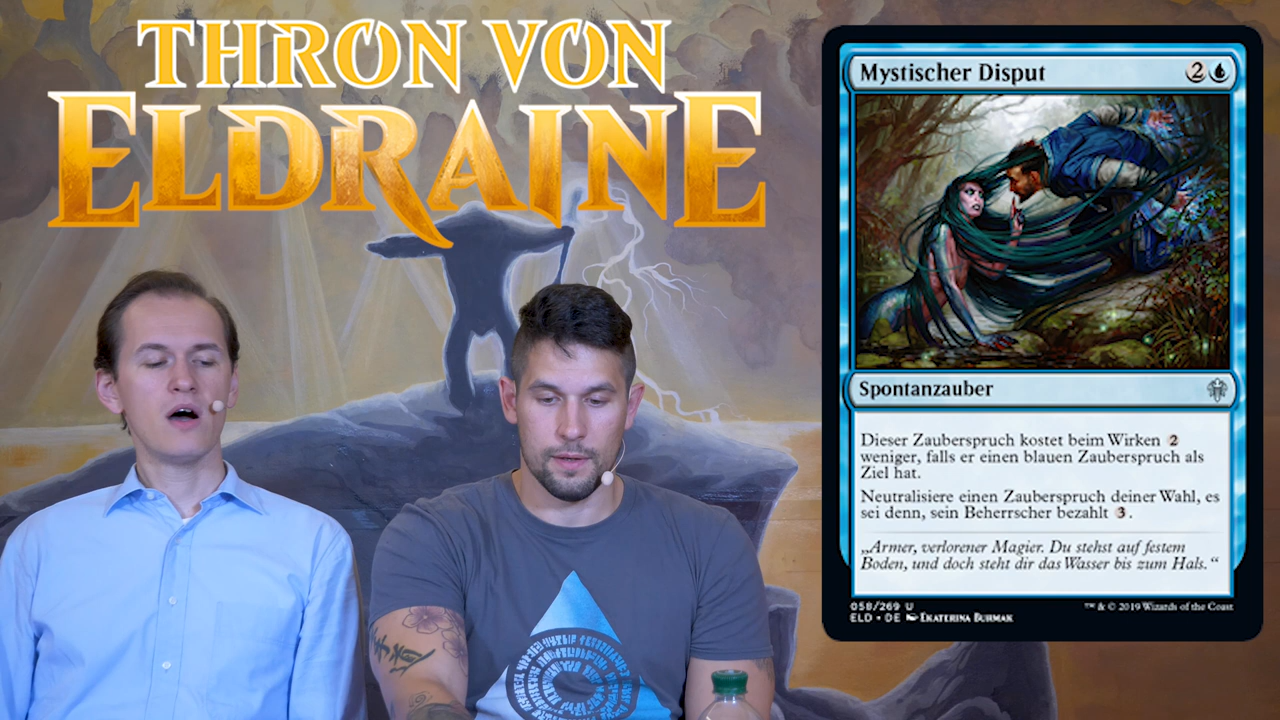 THRON VON
ELDRAINE
Mystischer Disput 2
Spontanzauber
Dieser Zauberspruch kostet beim Wirken 2
weniger, falls er einen blauen Zauberspruch als
Ziel hat.
Neutralisiere einen Zauberspruch deiner Wahl, es
sei denn, sein Beherrscher bezahlt 3.
„Armer, verlorener Magier. Du stehst auf festem
Boden, und doch steht dir das Wasser bis zum Hals.“
058/269 U
™ & © 2019 Wizards of the Coast
ELD • DE EKATERINA BURMAK